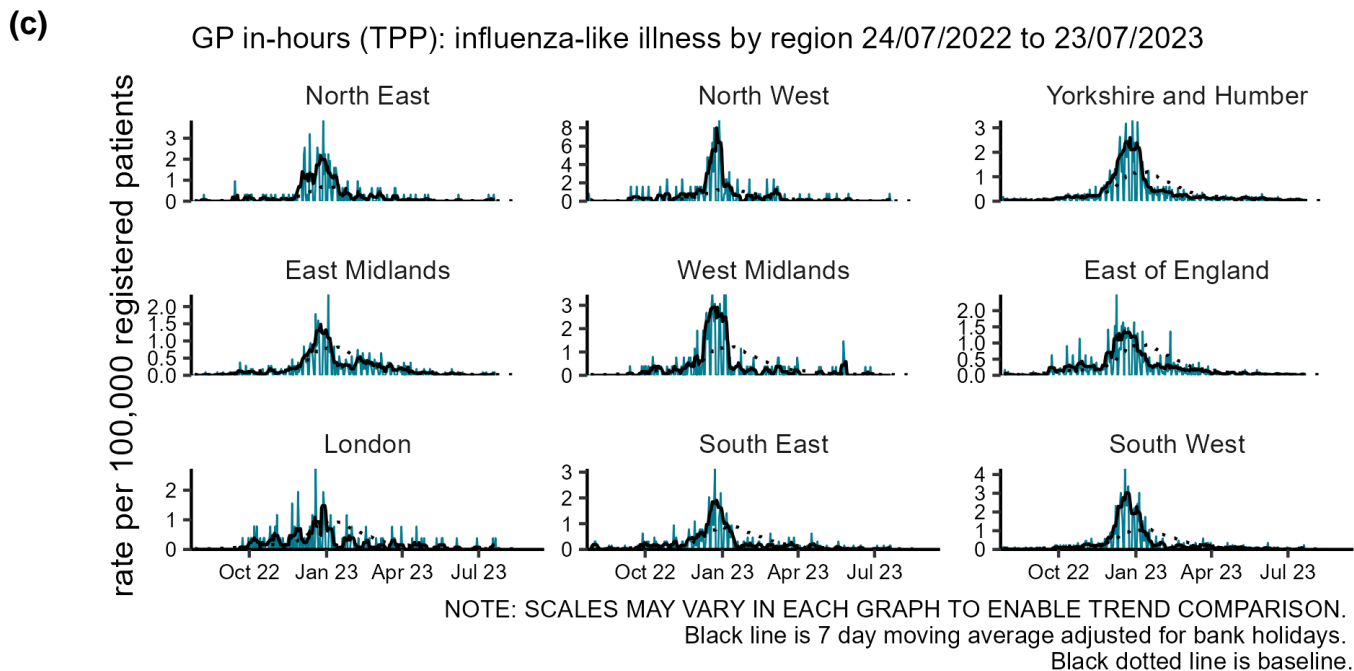 (c)
GP in-hours (TPP): influenza-like illness by region 24/07/2022 to 23/07/2023
rate per 100,000 registered patients
North East
3
2
1
0
North West
8
6
4
2
0
Yorkshire and Humber
3
2
1
0
East Midlands
2.0
1.5
1.0
0.5
0.0
West Midlands
3
2
1
0
East of England
2.0
1.5
1.0
0.5
0.0
London
2
1
0
South East
3
2
1
0
South West
4
3
2
1
0
Oct 22 Jan 23 Apr 23 Jul 23
Oct 22 Jan 23 Apr 23 Jul 23
Oct 22 Jan 23 Apr 23 Jul 23
NOTE: SCALES MAY VARY IN EACH GRAPH TO ENABLE TREND COMPARISON.
Black line is 7 day moving average adjusted for bank holidays.
Black dotted line is baseline.